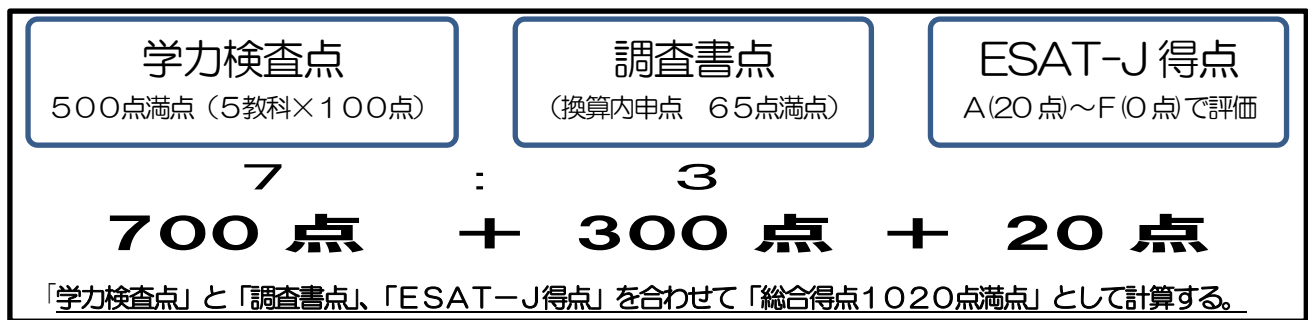 学力検査点
500点満点（5教科×100点）
調査書点
（換算内申点　65点満点）
ESAT-J 得点
A(20点)～F(0点)で評価
7 : 3
700点 ＋ 300点 ＋ 20点
「学力検査点」と「調査書点」、「ESAT－J得点」を合わせて「総合得点1020点満点」として計算する。